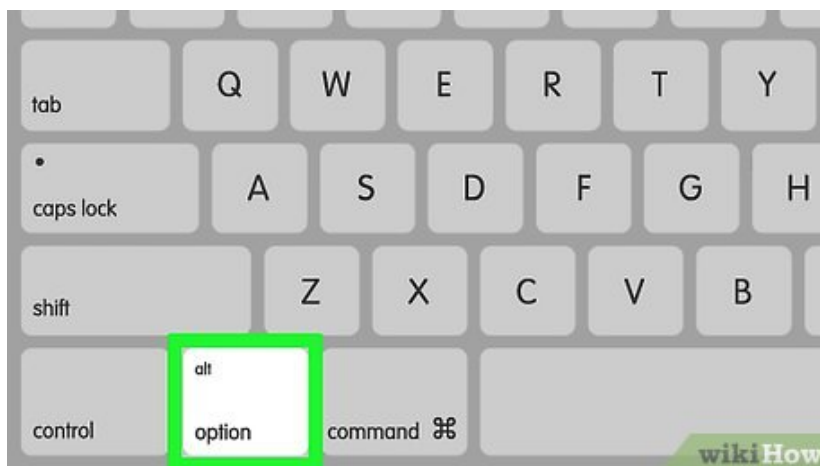 tab Q W E R T Y
caps lock A S D F G H
shift Z X C V B
alt
control option command ⌘
wikiHow